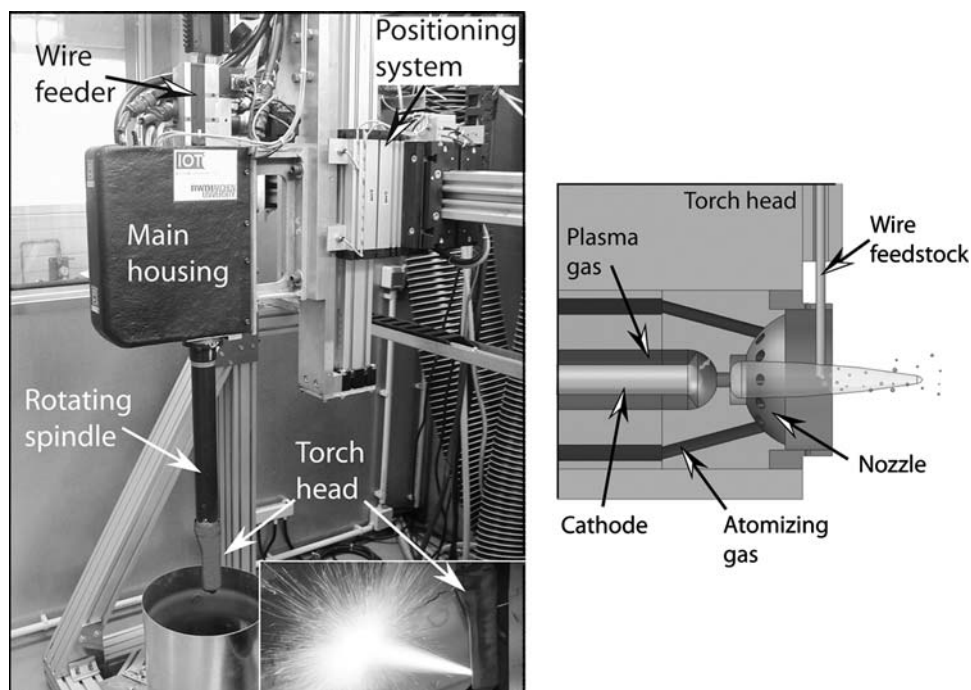 Wire
feeder
Positioning
system
IOT
Main
housing
Rotating
spindle
Torch
head
Torch head
Plasma
gas
Wire
feedstock
Nozzle
Cathode
Atomizing
gas